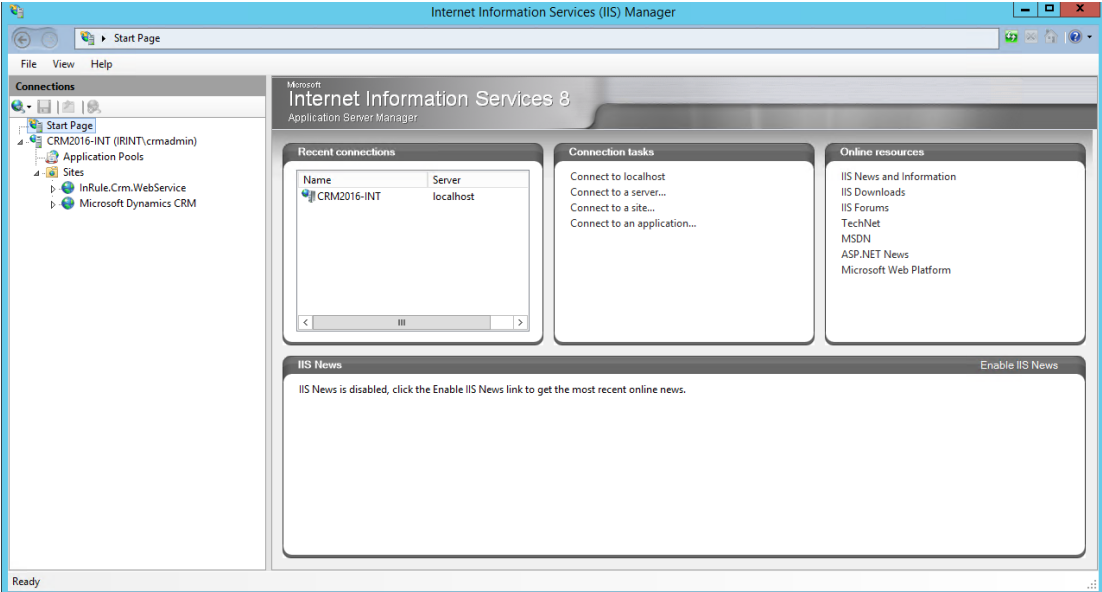 Internet Information Services (IIS) Manager
Start Page
File View Help
Connections
Start Page
CRM2016-INT (IRINT\crmadmin)
Application Pools
Sites
InRule.Crm.WebService
Microsoft Dynamics CRM
Microsoft
Internet Information Services 8
Application Server Manager
Recent connections
Name Server
CRM2016-INT localhost
Connection tasks
Connect to localhost
Connect to a server...
Connect to a site...
Connect to an application...
Online resources
IIS News and Information
IIS Downloads
IIS Forums
TechNet
MSDN
ASP.NET News
Microsoft Web Platform
IIS News Enable IIS News
IIS News is disabled, click the Enable IIS News link to get the most recent online news.
Ready